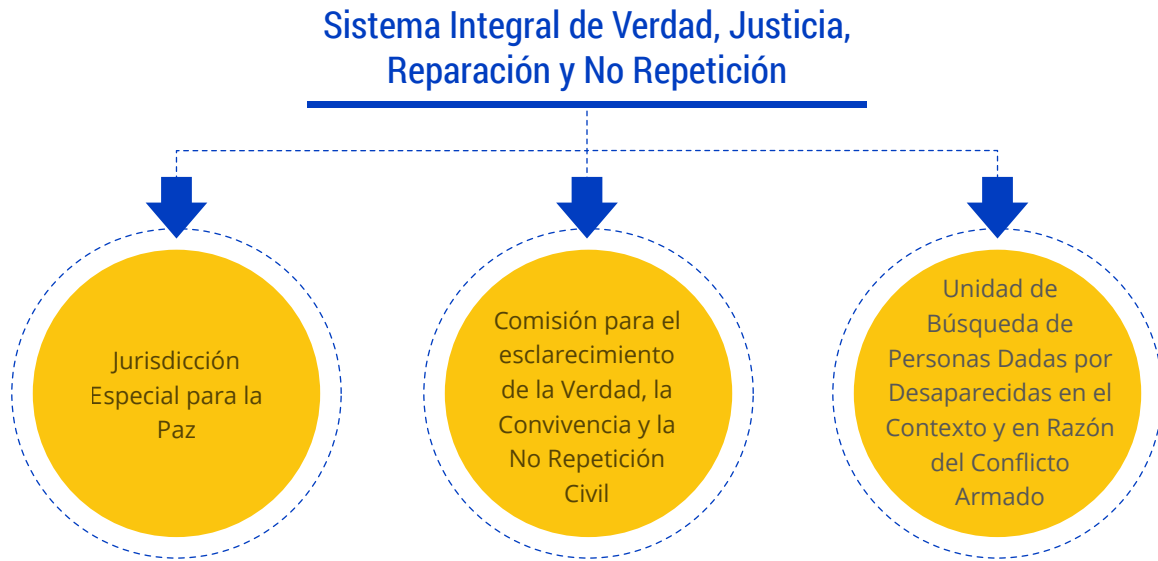 Sistema Integral de Verdad, Justicia,
Reparación y No Repetición
Jurisdicción
Especial para la
Paz
Comisión para el
esclarecimiento
de la Verdad, la
Convivencia y la
No Repetición
Civil
Unidad de
Búsqueda de
Personas Dadas por
Desaparecidas en el
Contexto y en Razón
del Conflicto
Armado